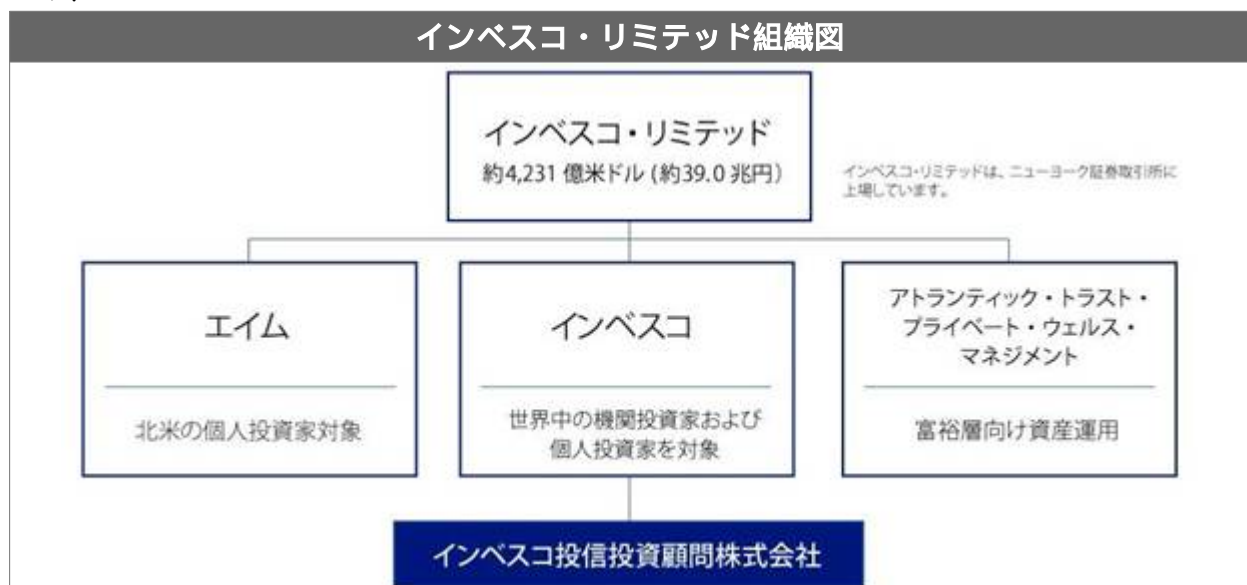 インベスコ・リミテッド組織図
インベスコ・リミテッド
約4,231 億米ドル (約39.0 兆円)
インベスコ・リミテッドは、ニューヨーク証券取引所に
上場しています。
エイム
北米の個人投資家対象
インベスコ
世界中の機関投資家および
個人投資家を対象
アトランティック・トラスト・
プライベート・ウェルス・
マネジメント
富裕層向け資産運用
インベスコ投信投資顧問株式会社